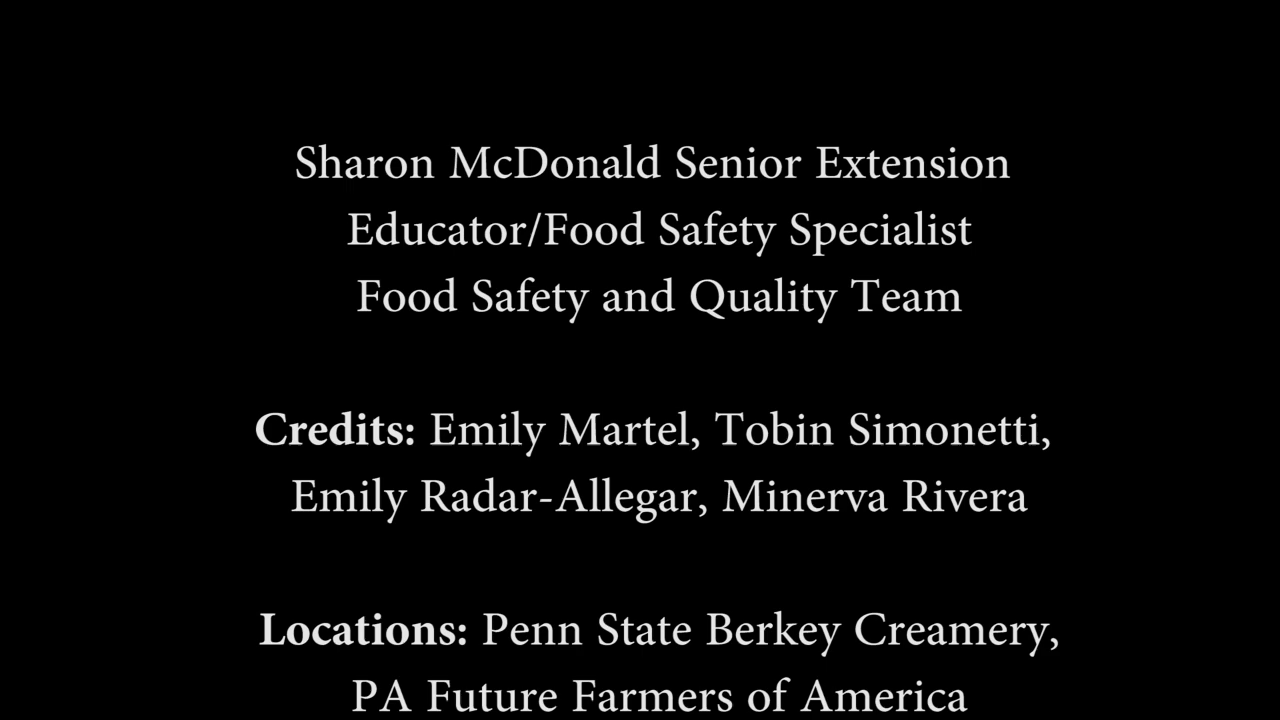 Sharon McDonald Senior Extension
Educator/Food Safety Specialist
Food Safety and Quality Team
Credits: Emily Martel, Tobin Simonetti,
Emily Radar-Allegar, Minerva Rivera
Locations: Penn State Berkey Creamery,
PA Future Farmers of America